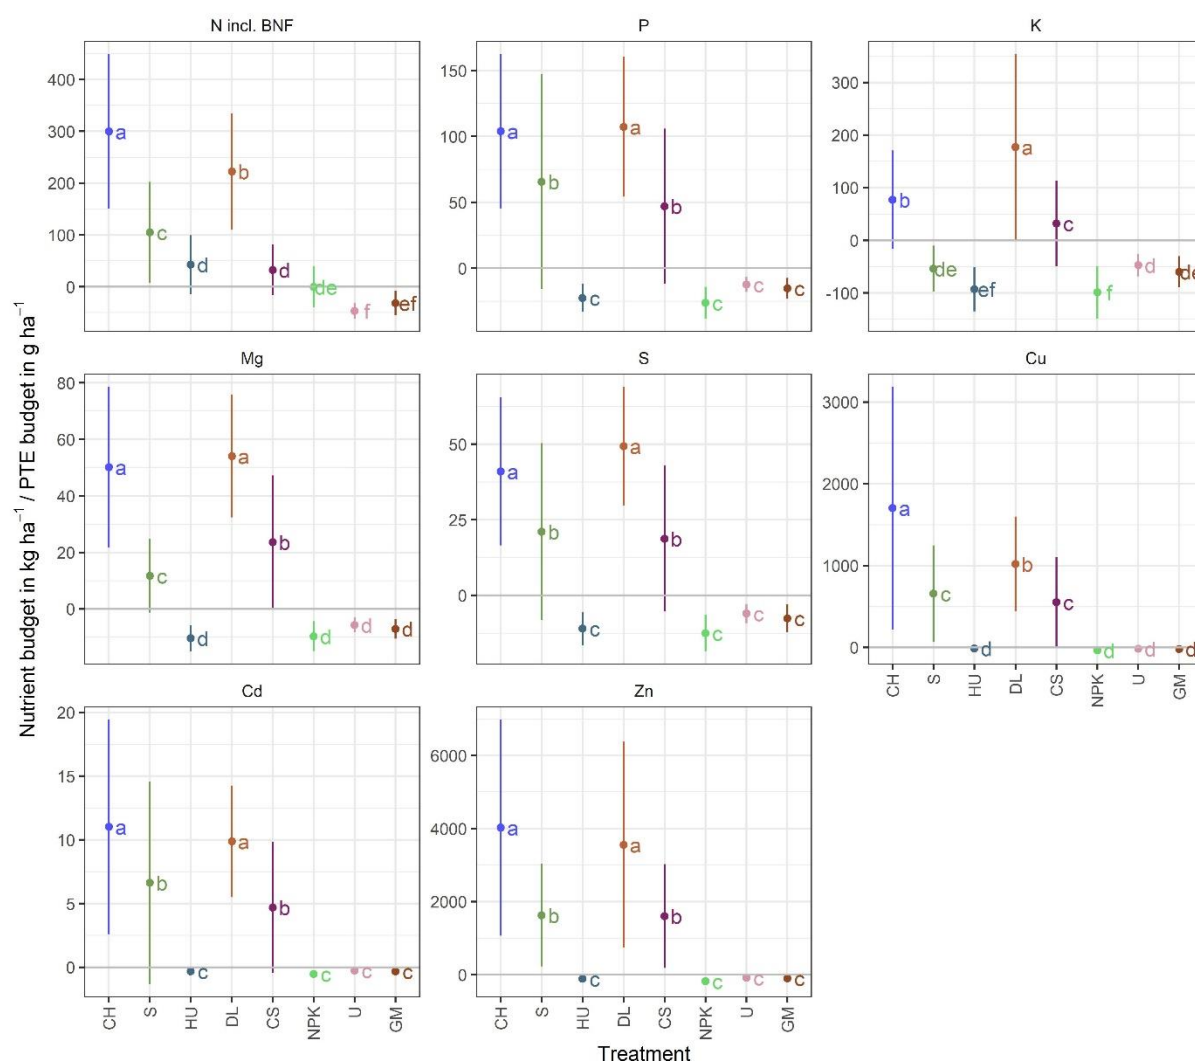 N incl. BNF
P
K
400
300
200
100
0
a
c
d
b
d
de
f
ef
150
100
50
0
a
b
c
a
b
c
c
c
300
200
100
0
-100
b
de
ef
a
c
f
d
de
Mg
S
Cu
80
60
40
20
0
a
c
d
a
b
d
d
d
50
25
0
a
b
c
a
b
c
c
c
3000
2000
1000
0
a
c
d
b
c
d
d
d
CH
S
HU
DL
CS
NPK
U
GM
Cd
Zn
20
15
10
5
0
a
b
c
a
b
c
c
c
6000
4000
2000
0
a
b
c
a
b
c
c
c
CH
S
HU
DL
CS
NPK
U
GM
CH
S
HU
DL
CS
NPK
U
GM
Treatment
Nutrient budget in kg ha⁻¹ / PTE budget in g ha⁻¹